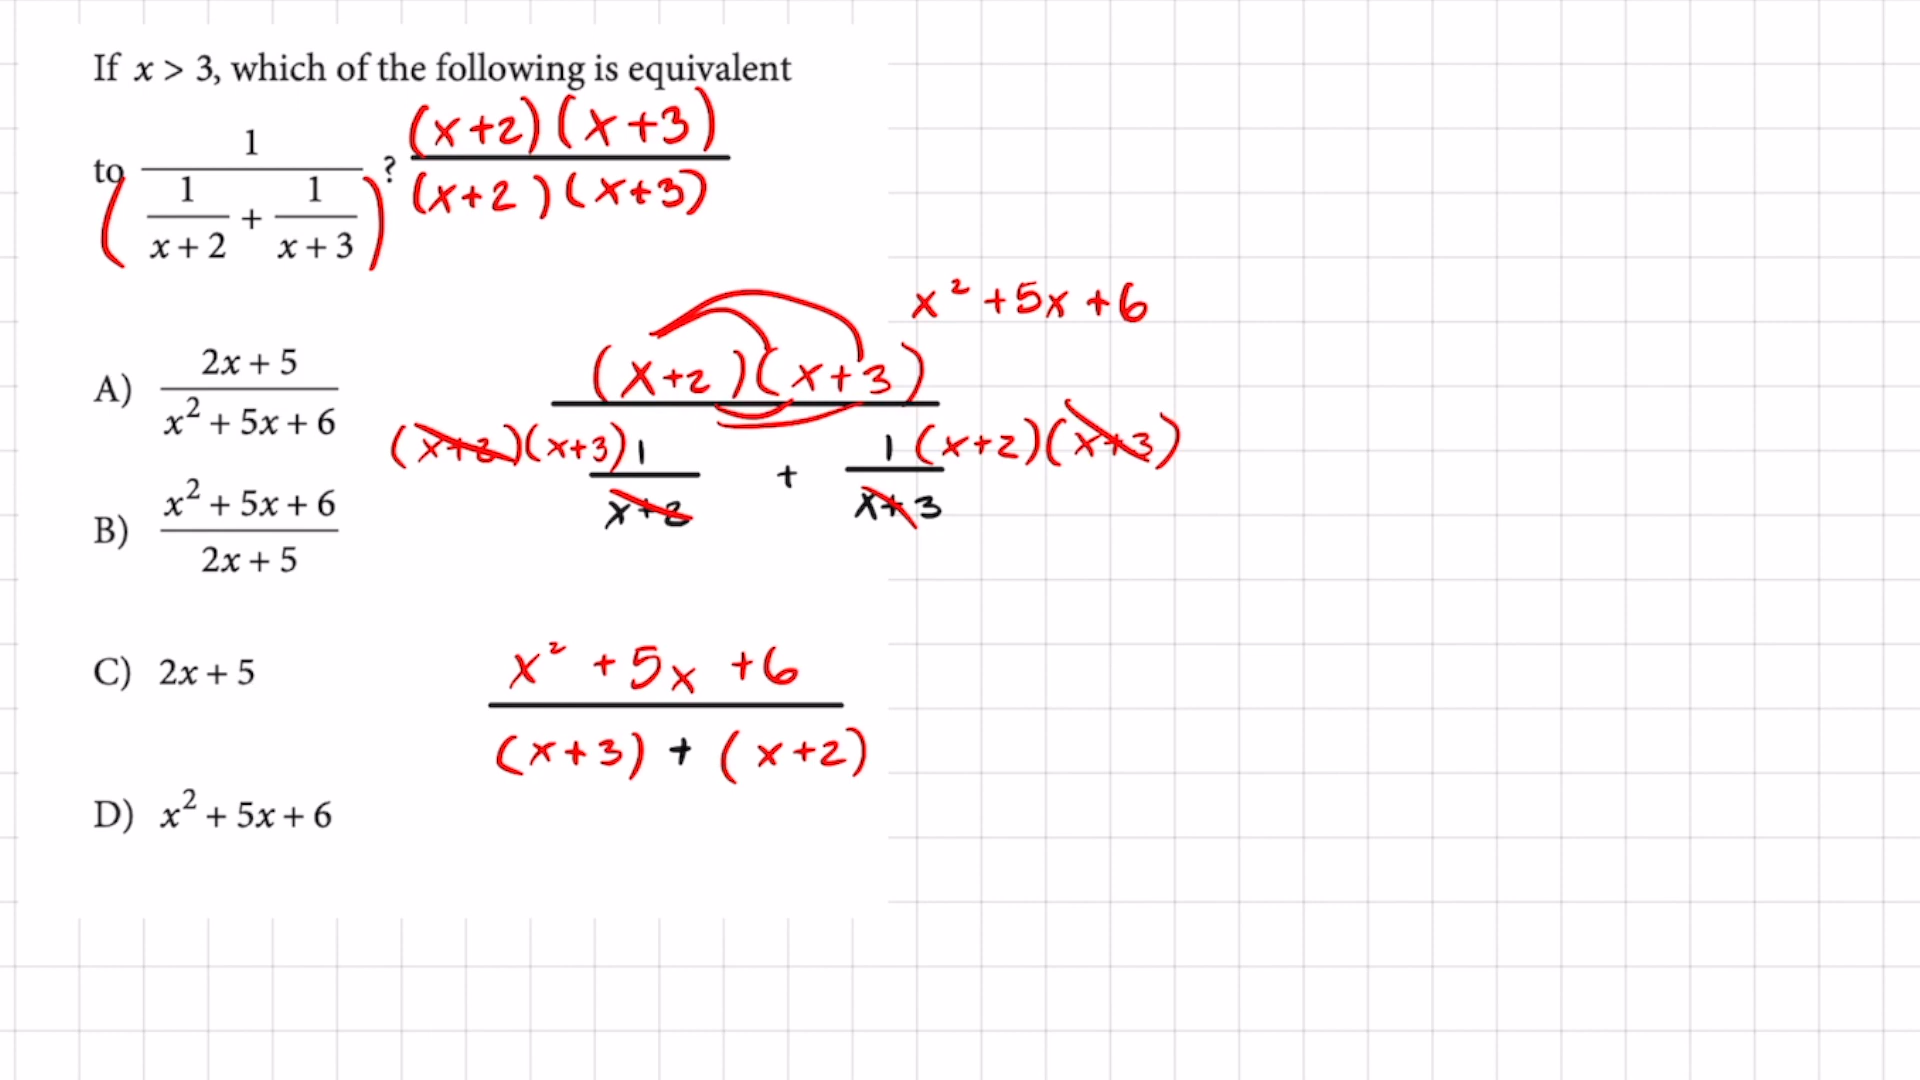 If x > 3, which of the following is equivalent
to 1 / (1/(x + 2) + 1/(x + 3)) ?
(x+2)(x+3)
(x+2)(x+3)
x² +5x +6
(x+2)(x+3)
(x+2)(x+3) 1 + 1 (x+2)(x+3)
x+2 x+3
A) 2x + 5
x² + 5x + 6
B) x² + 5x + 6
2x + 5
C) 2x + 5
D) x² + 5x + 6
x² +5x +6
(x+3) + (x+2)